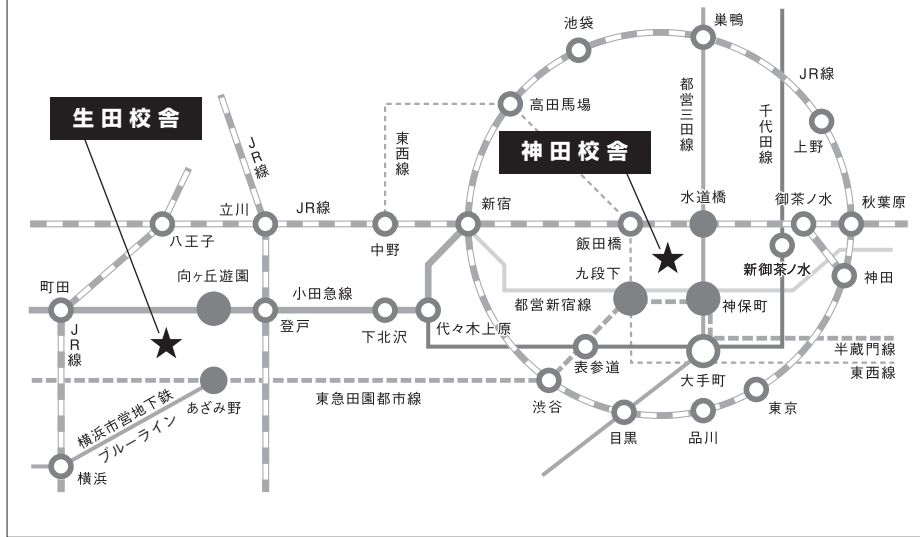 池袋
巣鴨
高田馬場
JR線
都営三田線
千代田線
上野
生田校舎
神田校舎
JR線
東西線
立川
JR線
新宿
水道橋
御茶ノ水
秋葉原
八王子
中野
飯田橋
新御茶ノ水
神田
町田
向ヶ丘遊園
九段下
小田急線
都営新宿線
神保町
JR線
登戸
下北沢
代々木上原
半蔵門線
表参道
大手町
東西線
あざみ野
東急田園都市線
渋谷
目黒
品川
東京
横浜市営地下鉄
ブルーライン
横浜